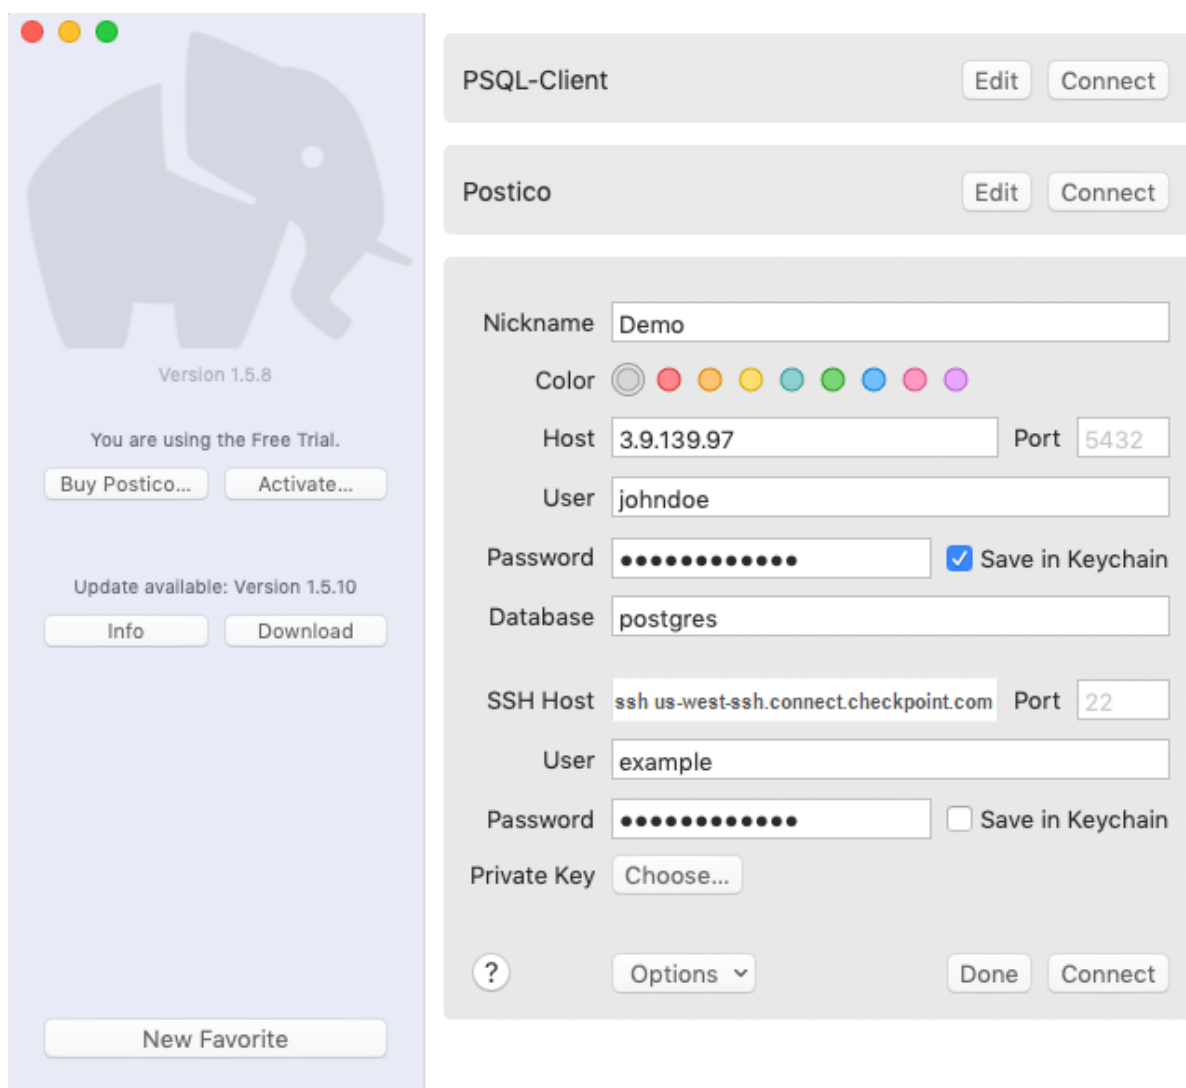 Version 1.5.8
You are using the Free Trial.
Buy Postico... Activate...
Update available: Version 1.5.10
Info Download
New Favorite
PSQL-Client Edit Connect
Postico Edit Connect
Nickname Demo
Color
Host 3.9.139.97 Port 5432
User johndoe
Password •••••••••••• Save in Keychain
Database postgres
SSH Host ssh us-west-ssh.connect.checkpoint.com Port 22
User example
Password •••••••••••• Save in Keychain
Private Key Choose...
? Options Done Connect